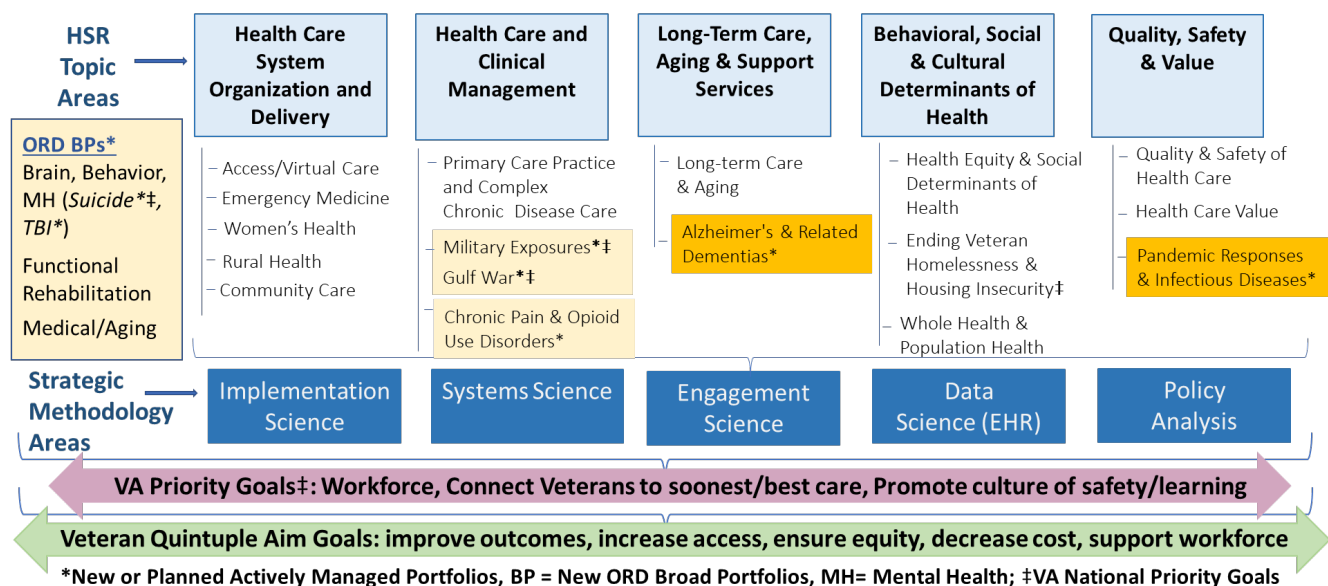 HSR
Topic
Areas
Health Care
System
Organization and
Delivery
Health Care and
Clinical
Management
Long-Term Care,
Aging & Support
Services
Behavioral, Social
& Cultural
Determinants of
Health
Quality, Safety
& Value
ORD BPs*
Brain, Behavior,
MH (Suicide*‡,
TBI*)
Functional
Rehabilitation
Medical/Aging
– Access/Virtual Care
– Emergency Medicine
– Women's Health
– Rural Health
– Community Care
– Primary Care Practice
and Complex
Chronic Disease Care
– Military Exposures*‡
– Gulf War*‡
– Chronic Pain & Opioid
Use Disorders*
– Long-term Care
& Aging
– Alzheimer's & Related
Dementias*
– Health Equity & Social
Determinants of
Health
– Ending Veteran
Homelessness &
Housing Insecurity‡
– Whole Health &
Population Health
– Quality & Safety of
Health Care
– Health Care Value
– Pandemic Responses
& Infectious Diseases*
Strategic
Methodology
Areas
Implementation
Science
Systems Science
Engagement
Science
Data
Science (EHR)
Policy
Analysis
VA Priority Goals‡: Workforce, Connect Veterans to soonest/best care, Promote culture of safety/learning
Veteran Quintuple Aim Goals: improve outcomes, increase access, ensure equity, decrease cost, support workforce
*New or Planned Actively Managed Portfolios, BP = New ORD Broad Portfolios, MH= Mental Health; ‡VA National Priority Goals